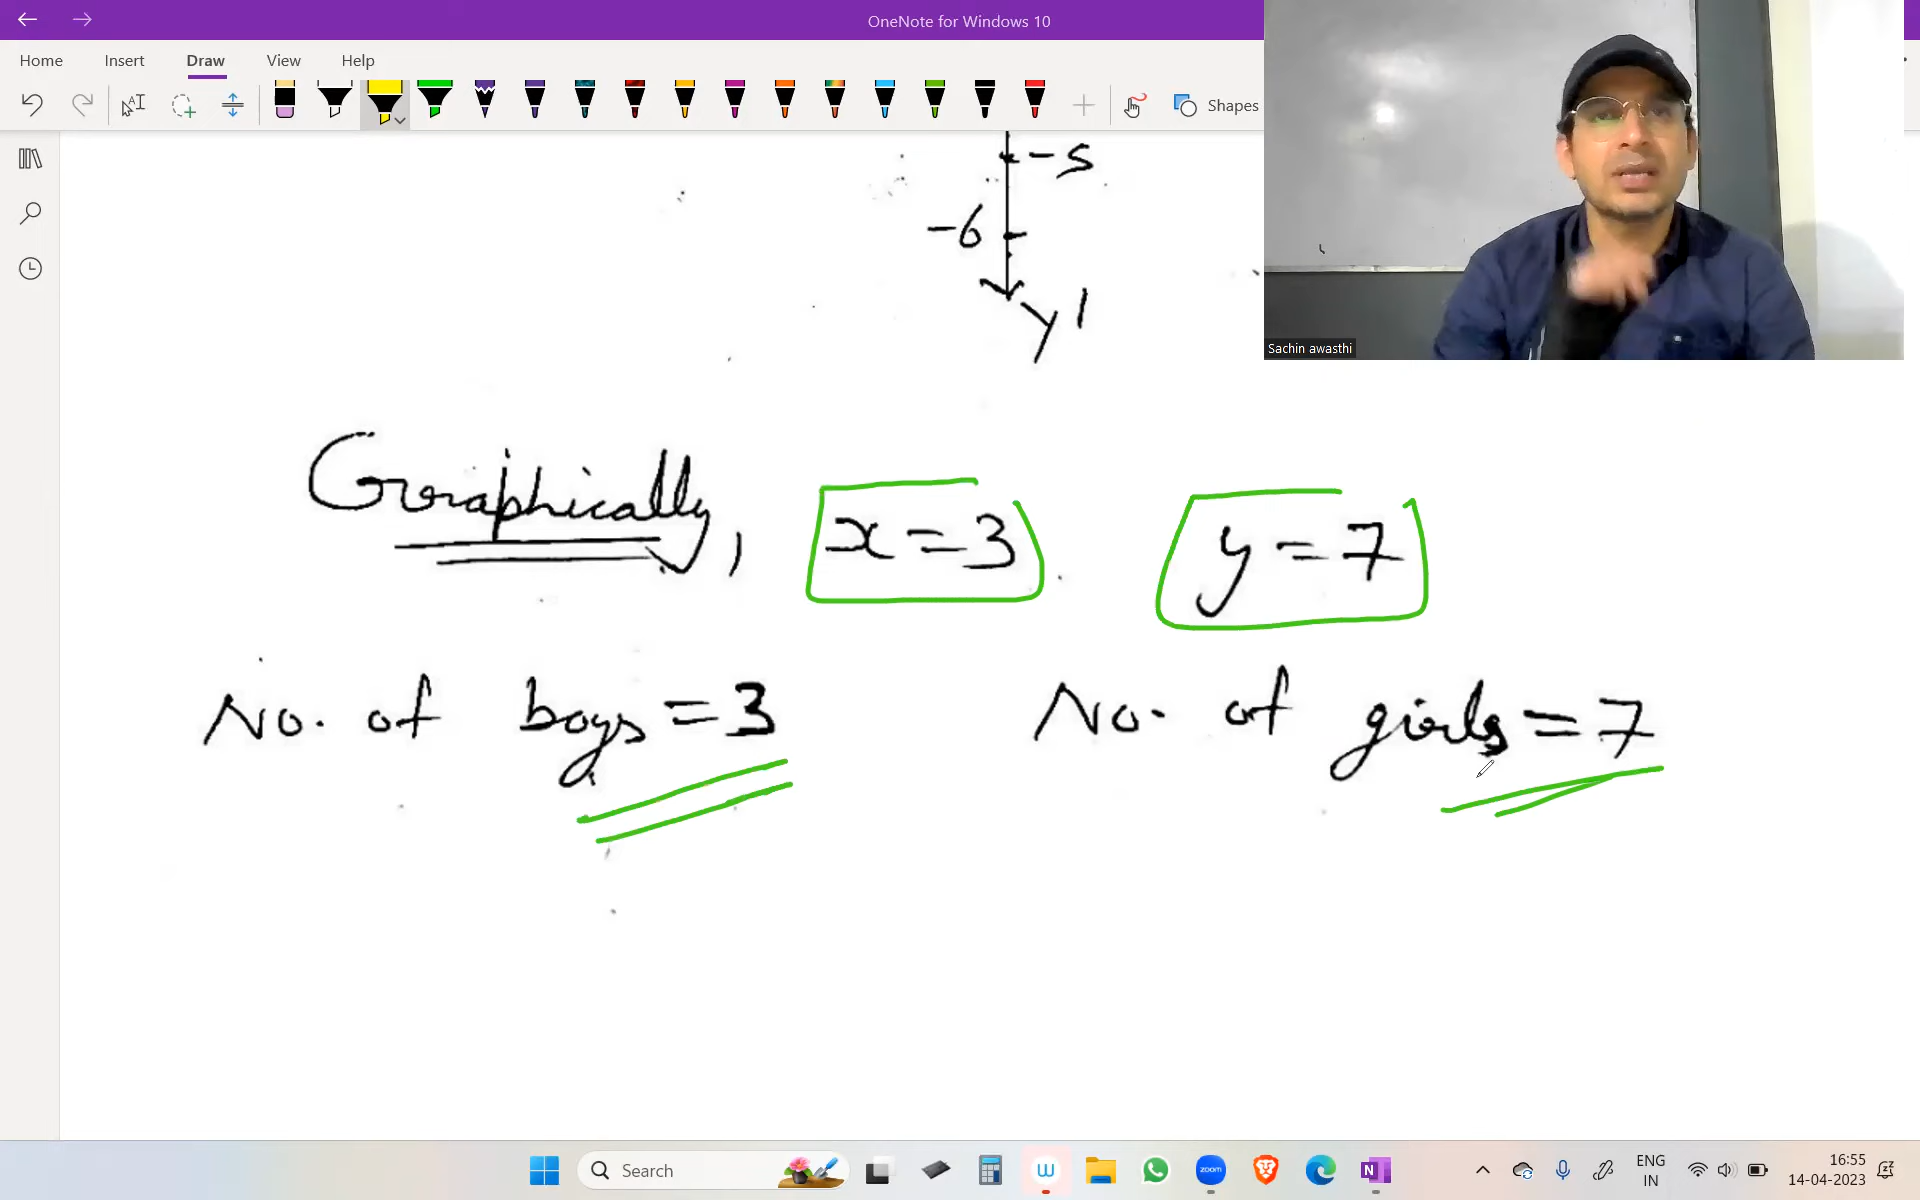 OneNote for Windows 10
Home Insert Draw View Help
Shapes
-5
-6
y'
Sachin awasthi
Graphically, x = 3 y = 7
No. of boys = 3 No. of girls = 7
Search
zoom
ENG
IN
16:55
14-04-2023